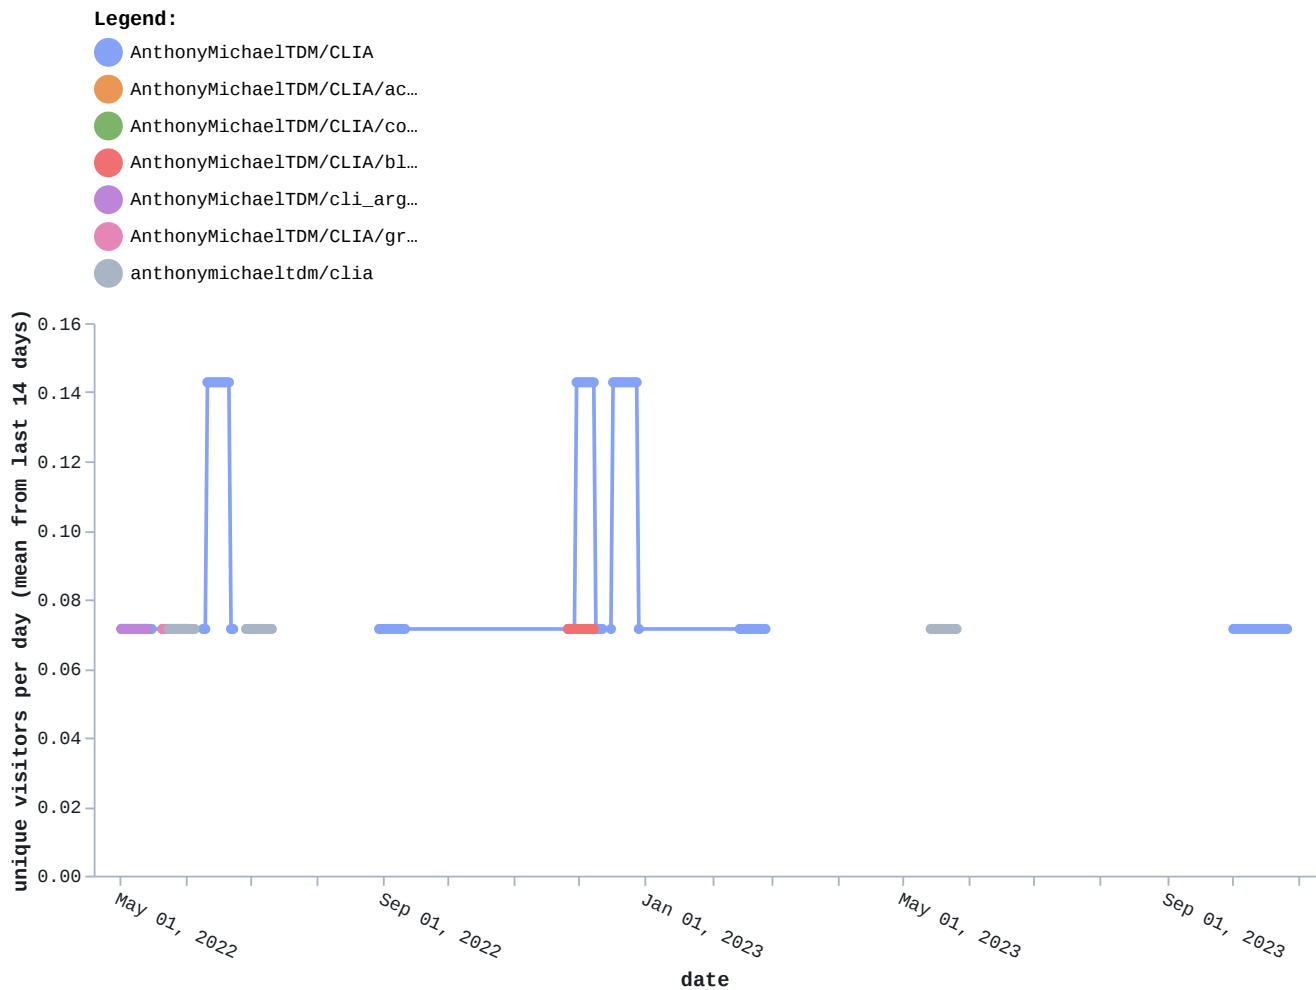 Legend:
AnthonyMichaelTDM/CLIA
AnthonyMichaelTDM/CLIA/ac…
AnthonyMichaelTDM/CLIA/co…
AnthonyMichaelTDM/CLIA/bl…
AnthonyMichaelTDM/cli_arg…
AnthonyMichaelTDM/CLIA/gr…
anthonymichaeltdm/clia
unique visitors per day (mean from last 14 days)
0.16
0.14
0.12
0.10
0.08
0.06
0.04
0.02
0.00
May 01, 2022
Sep 01, 2022
Jan 01, 2023
May 01, 2023
Sep 01, 2023
date